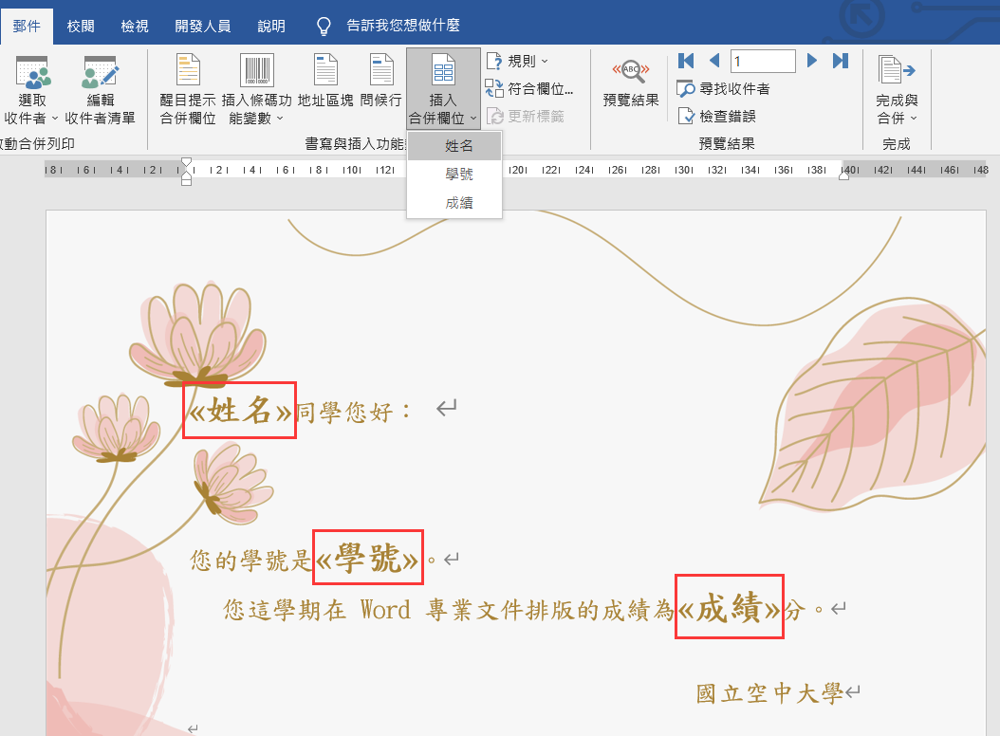 郵件 校閱 檢視 開發人員 說明 告訴我您想做什麼
選取
收件者
編輯
收件者清單
動合併列印
醒目提示
合併欄位
插入條碼功
能變數
地址區塊
問候行
插入
合併欄位
規則
符合欄位...
更新標籤
書寫與插入功能
ABC
預覽結果
1
尋找收件者
檢查錯誤
預覽結果
完成與
合併
完成
姓名
學號
成績
8 6 4 2 2 4 6 8 10 12 20 22 24 26 28 30 32 34 36 38 40 42 44 46 48
«姓名»同學您好：
您的學號是«學號»。
您這學期在 Word 專業文件排版的成績為«成績»分。
國立空中大學